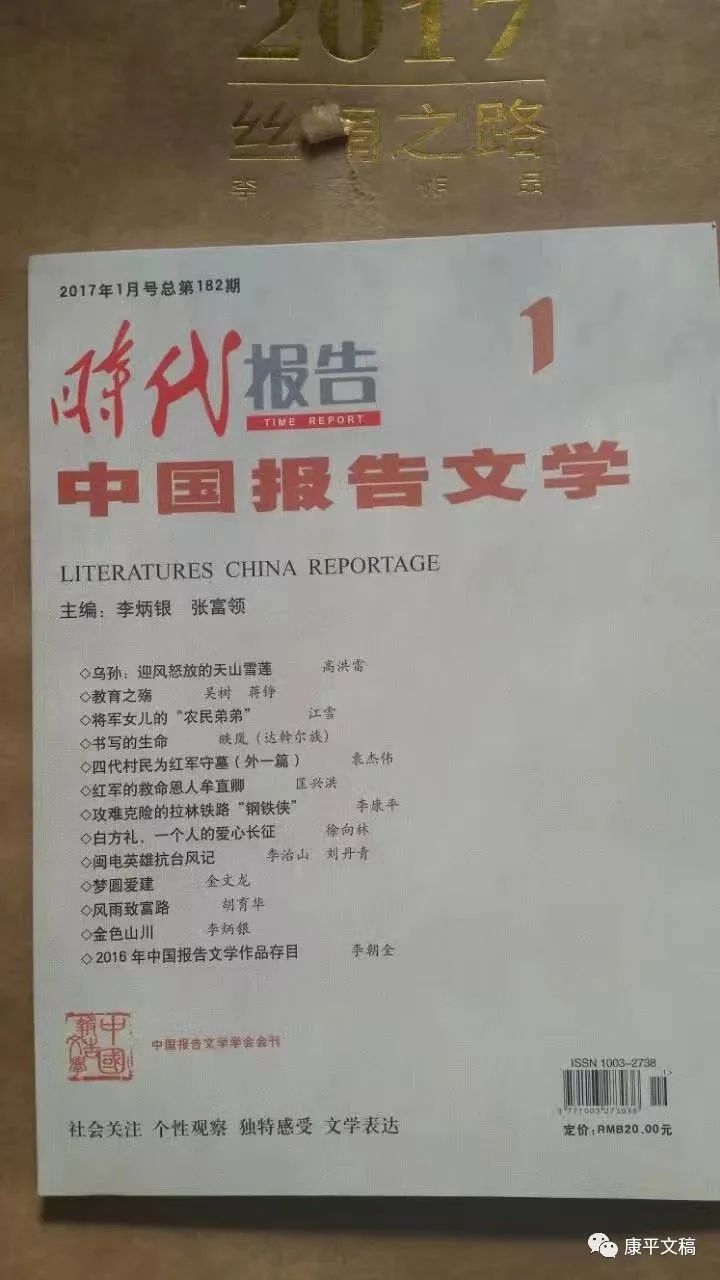 2017
丝绸之路
李 作品
2017年1月号总第182期
1
時代报告
TIME REPORT
中国报告文学
LITERATURES CHINA REPORTAGE
主编：李炳银 张富领
◇乌孙：迎风怒放的天山雪莲 高洪雷
◇教育之殇 吴树 蒋铮
◇将军女儿的“农民弟弟” 江雪
◇书写的生命 映岚（达斡尔族）
◇四代村民为红军守墓（外一篇） 袁杰伟
◇红军的救命恩人牟直卿 匡兴洪
◇攻难克险的拉林铁路“钢铁侠” 李康平
◇白方礼，一个人的爱心长征 徐向林
◇闽电英雄抗台风记 李治山 刘丹青
◇梦圆爱建 金文龙
◇风雨致富路 胡育华
◇金色山川 李炳银
◇2016年中国报告文学作品存目 李朝全
中國報告文學
中国报告文学学会会刊
ISSN 1003-2738
社会关注 个性观察 独特感受 文学表达
定价：RMB20.00元
康平文稿